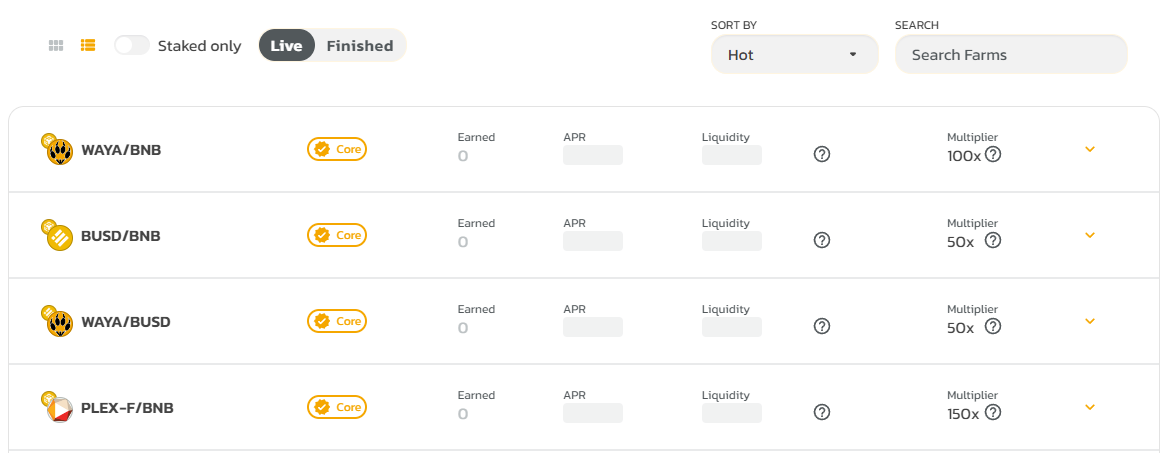 SORT BY
SEARCH
Staked only
Live
Finished
Hot
Search Farms
WAYA/BNB
Core
Earned
0
APR
Liquidity
Multiplier
100x
BUSD/BNB
Core
Earned
0
APR
Liquidity
Multiplier
50x
WAYA/BUSD
Core
Earned
0
APR
Liquidity
Multiplier
50x
PLEX-F/BNB
Core
Earned
0
APR
Liquidity
Multiplier
150x